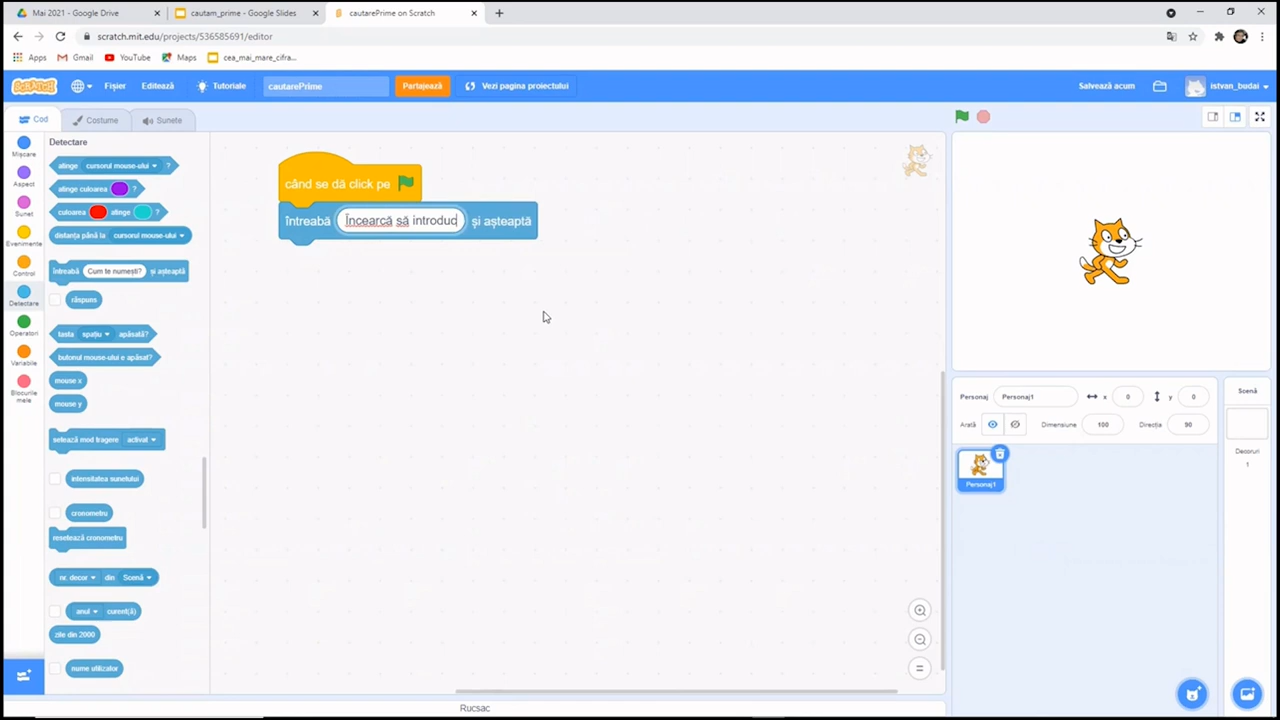 Mai 2021 - Google Drive
cautam_prime - Google Slides
cautarePrime on Scratch
scratch.mit.edu/projects/536585691/editor
Apps Gmail YouTube Maps cea_mai_mare_cifra...
SCRATCH Fișier Editează Tutoriale cautarePrime Partajează Vezi pagina proiectului Salvează acum istvan_budai
Cod Costume Sunete
Mișcare
Aspect
Sunet
Evenimente
Control
Detectare
Operatori
Variabile
Blocurile
mele
Detectare
atinge cursorul mouse-ului ?
atinge culoarea ?
culoarea atinge ?
distanța până la cursorul mouse-ului
întreabă Cum te numești? și așteaptă
răspuns
tasta spațiu apăsată?
butonul mouse-ului e apăsat?
mouse x
mouse y
setează mod tragere activat
intensitatea sunetului
cronometru
resetează cronometru
nr. decor din Scenă
anul curent(ă)
zile din 2000
nume utilizator
când se dă click pe
întreabă Încearcă să introduc și așteaptă
Rucsac
Personaj Personaj1 x 0 y 0
Arată Dimensiune 100 Direcția 90
Personaj1
Scenă
Decoruri
1